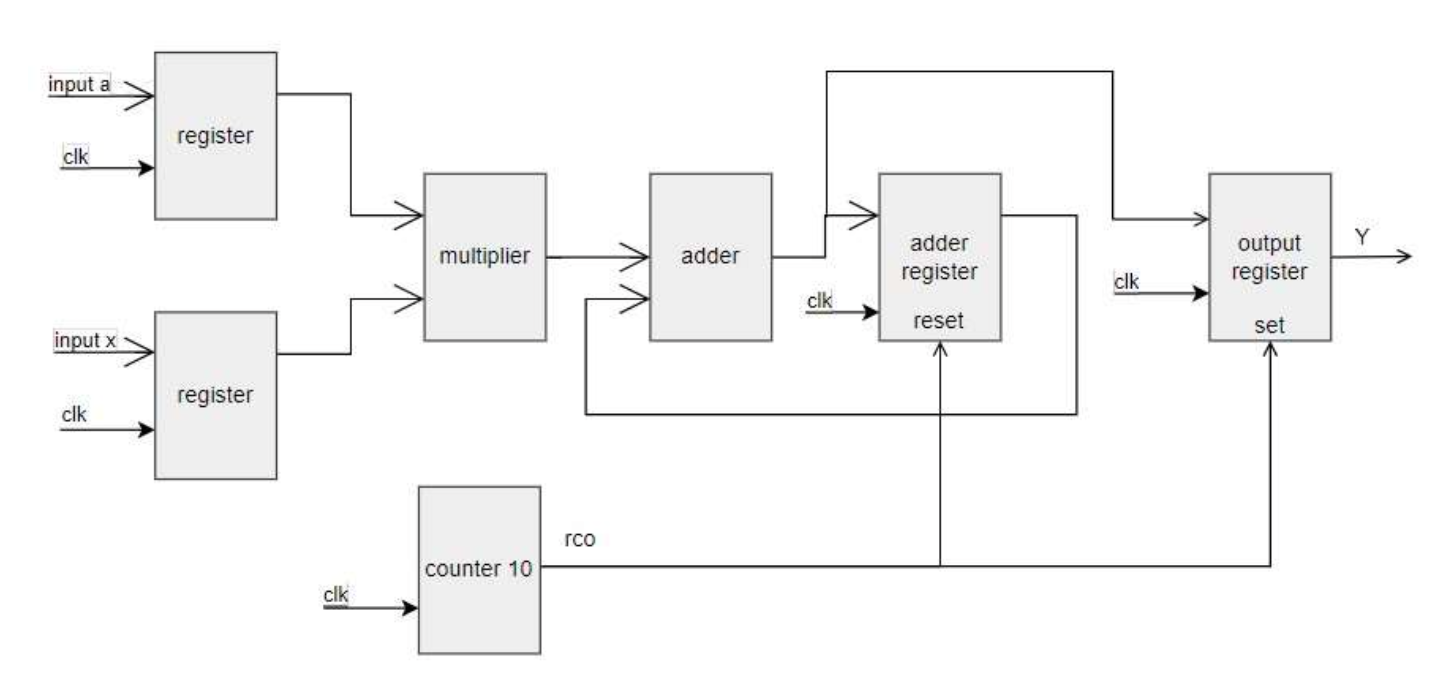 input a
clk
register
input x
clk
register
multiplier
adder
clk
adder
register
reset
clk
output
register
set
Y
rco
counter 10
clk